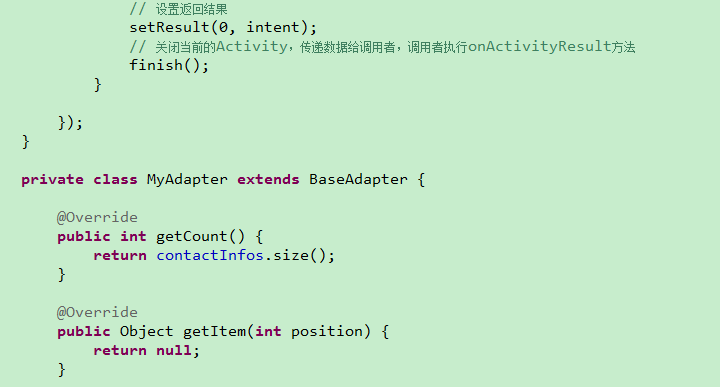 // 设置返回结果
setResult(0, intent);
// 关闭当前的Activity，传递数据给调用者，调用者执行onActivityResult方法
finish();
}
});
}
private class MyAdapter extends BaseAdapter {
@Override
public int getCount() {
return contactInfos.size();
}
@Override
public Object getItem(int position) {
return null;
}